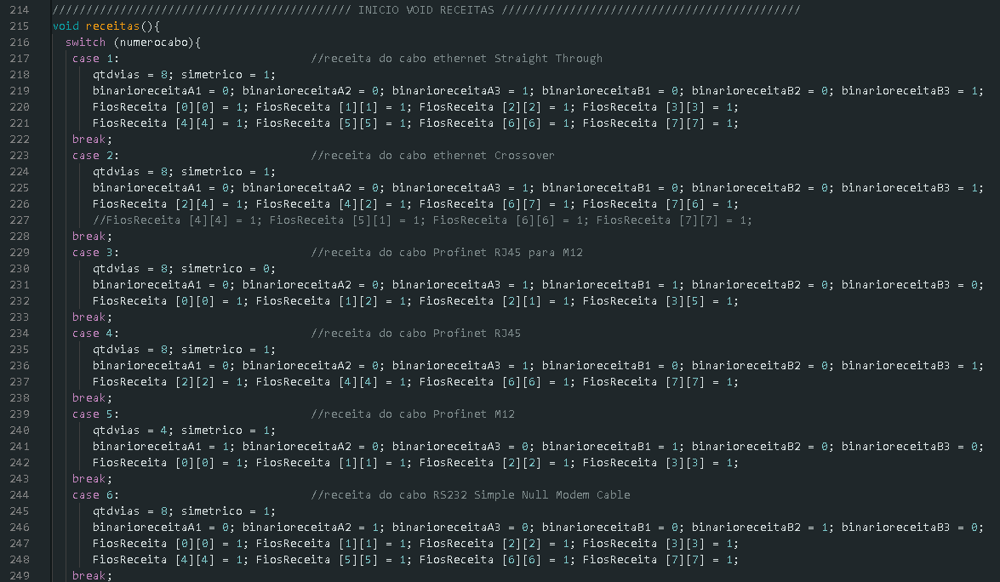 214 //////////////////////////////////////////// INICIO VOID RECEITAS ////////////////////////////////////////////
215 void receitas(){
216 switch (numerocabo){
217 case 1: //receita do cabo ethernet Straight Through
218 qtdvias = 8; simetrico = 1;
219 binarioreceitaA1 = 0; binarioreceitaA2 = 0; binarioreceitaA3 = 1; binarioreceitaB1 = 0; binarioreceitaB2 = 0; binarioreceitaB3 = 1;
220 FiosReceita [0][0] = 1; FiosReceita [1][1] = 1; FiosReceita [2][2] = 1; FiosReceita [3][3] = 1;
221 FiosReceita [4][4] = 1; FiosReceita [5][5] = 1; FiosReceita [6][6] = 1; FiosReceita [7][7] = 1;
222 break;
223 case 2: //receita do cabo ethernet Crossover
224 qtdvias = 8; simetrico = 1;
225 binarioreceitaA1 = 0; binarioreceitaA2 = 0; binarioreceitaA3 = 1; binarioreceitaB1 = 0; binarioreceitaB2 = 0; binarioreceitaB3 = 1;
226 FiosReceita [2][4] = 1; FiosReceita [4][2] = 1; FiosReceita [6][7] = 1; FiosReceita [7][6] = 1;
227 //FiosReceita [4][4] = 1; FiosReceita [5][1] = 1; FiosReceita [6][6] = 1; FiosReceita [7][7] = 1;
228 break;
229 case 3: //receita do cabo Profinet RJ45 para M12
230 qtdvias = 8; simetrico = 0;
231 binarioreceitaA1 = 0; binarioreceitaA2 = 0; binarioreceitaA3 = 1; binarioreceitaB1 = 1; binarioreceitaB2 = 0; binarioreceitaB3 = 0;
232 FiosReceita [0][0] = 1; FiosReceita [1][2] = 1; FiosReceita [2][1] = 1; FiosReceita [3][5] = 1;
233 break;
234 case 4: //receita do cabo Profinet RJ45
235 qtdvias = 8; simetrico = 1;
236 binarioreceitaA1 = 0; binarioreceitaA2 = 0; binarioreceitaA3 = 1; binarioreceitaB1 = 0; binarioreceitaB2 = 0; binarioreceitaB3 = 1;
237 FiosReceita [2][2] = 1; FiosReceita [4][4] = 1; FiosReceita [6][6] = 1; FiosReceita [7][7] = 1;
238 break;
239 case 5: //receita do cabo Profinet M12
240 qtdvias = 4; simetrico = 1;
241 binarioreceitaA1 = 1; binarioreceitaA2 = 0; binarioreceitaA3 = 0; binarioreceitaB1 = 1; binarioreceitaB2 = 0; binarioreceitaB3 = 0;
242 FiosReceita [0][0] = 1; FiosReceita [1][1] = 1; FiosReceita [2][2] = 1; FiosReceita [3][3] = 1;
243 break;
244 case 6: //receita do cabo RS232 Simple Null Modem Cable
245 qtdvias = 8; simetrico = 1;
246 binarioreceitaA1 = 0; binarioreceitaA2 = 1; binarioreceitaA3 = 0; binarioreceitaB1 = 0; binarioreceitaB2 = 1; binarioreceitaB3 = 0;
247 FiosReceita [0][0] = 1; FiosReceita [1][1] = 1; FiosReceita [2][2] = 1; FiosReceita [3][3] = 1;
248 FiosReceita [4][4] = 1; FiosReceita [5][5] = 1; FiosReceita [6][6] = 1; FiosReceita [7][7] = 1;
249 break;